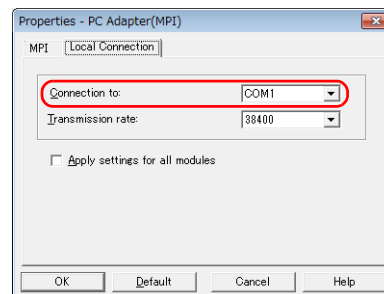 Properties - PC Adapter(MPI)
MPI Local Connection
Connection to: COM1
Transmission rate: 38400
Apply settings for all modules
OK Default Cancel Help